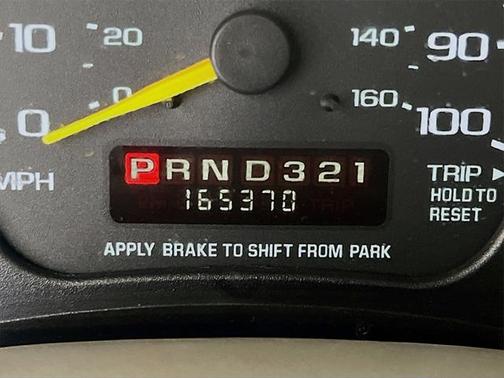 10 20 140 90
0 0 160 100
MPH
PRND321
165370
TRIP
HOLD TO
RESET
APPLY BRAKE TO SHIFT FROM PARK